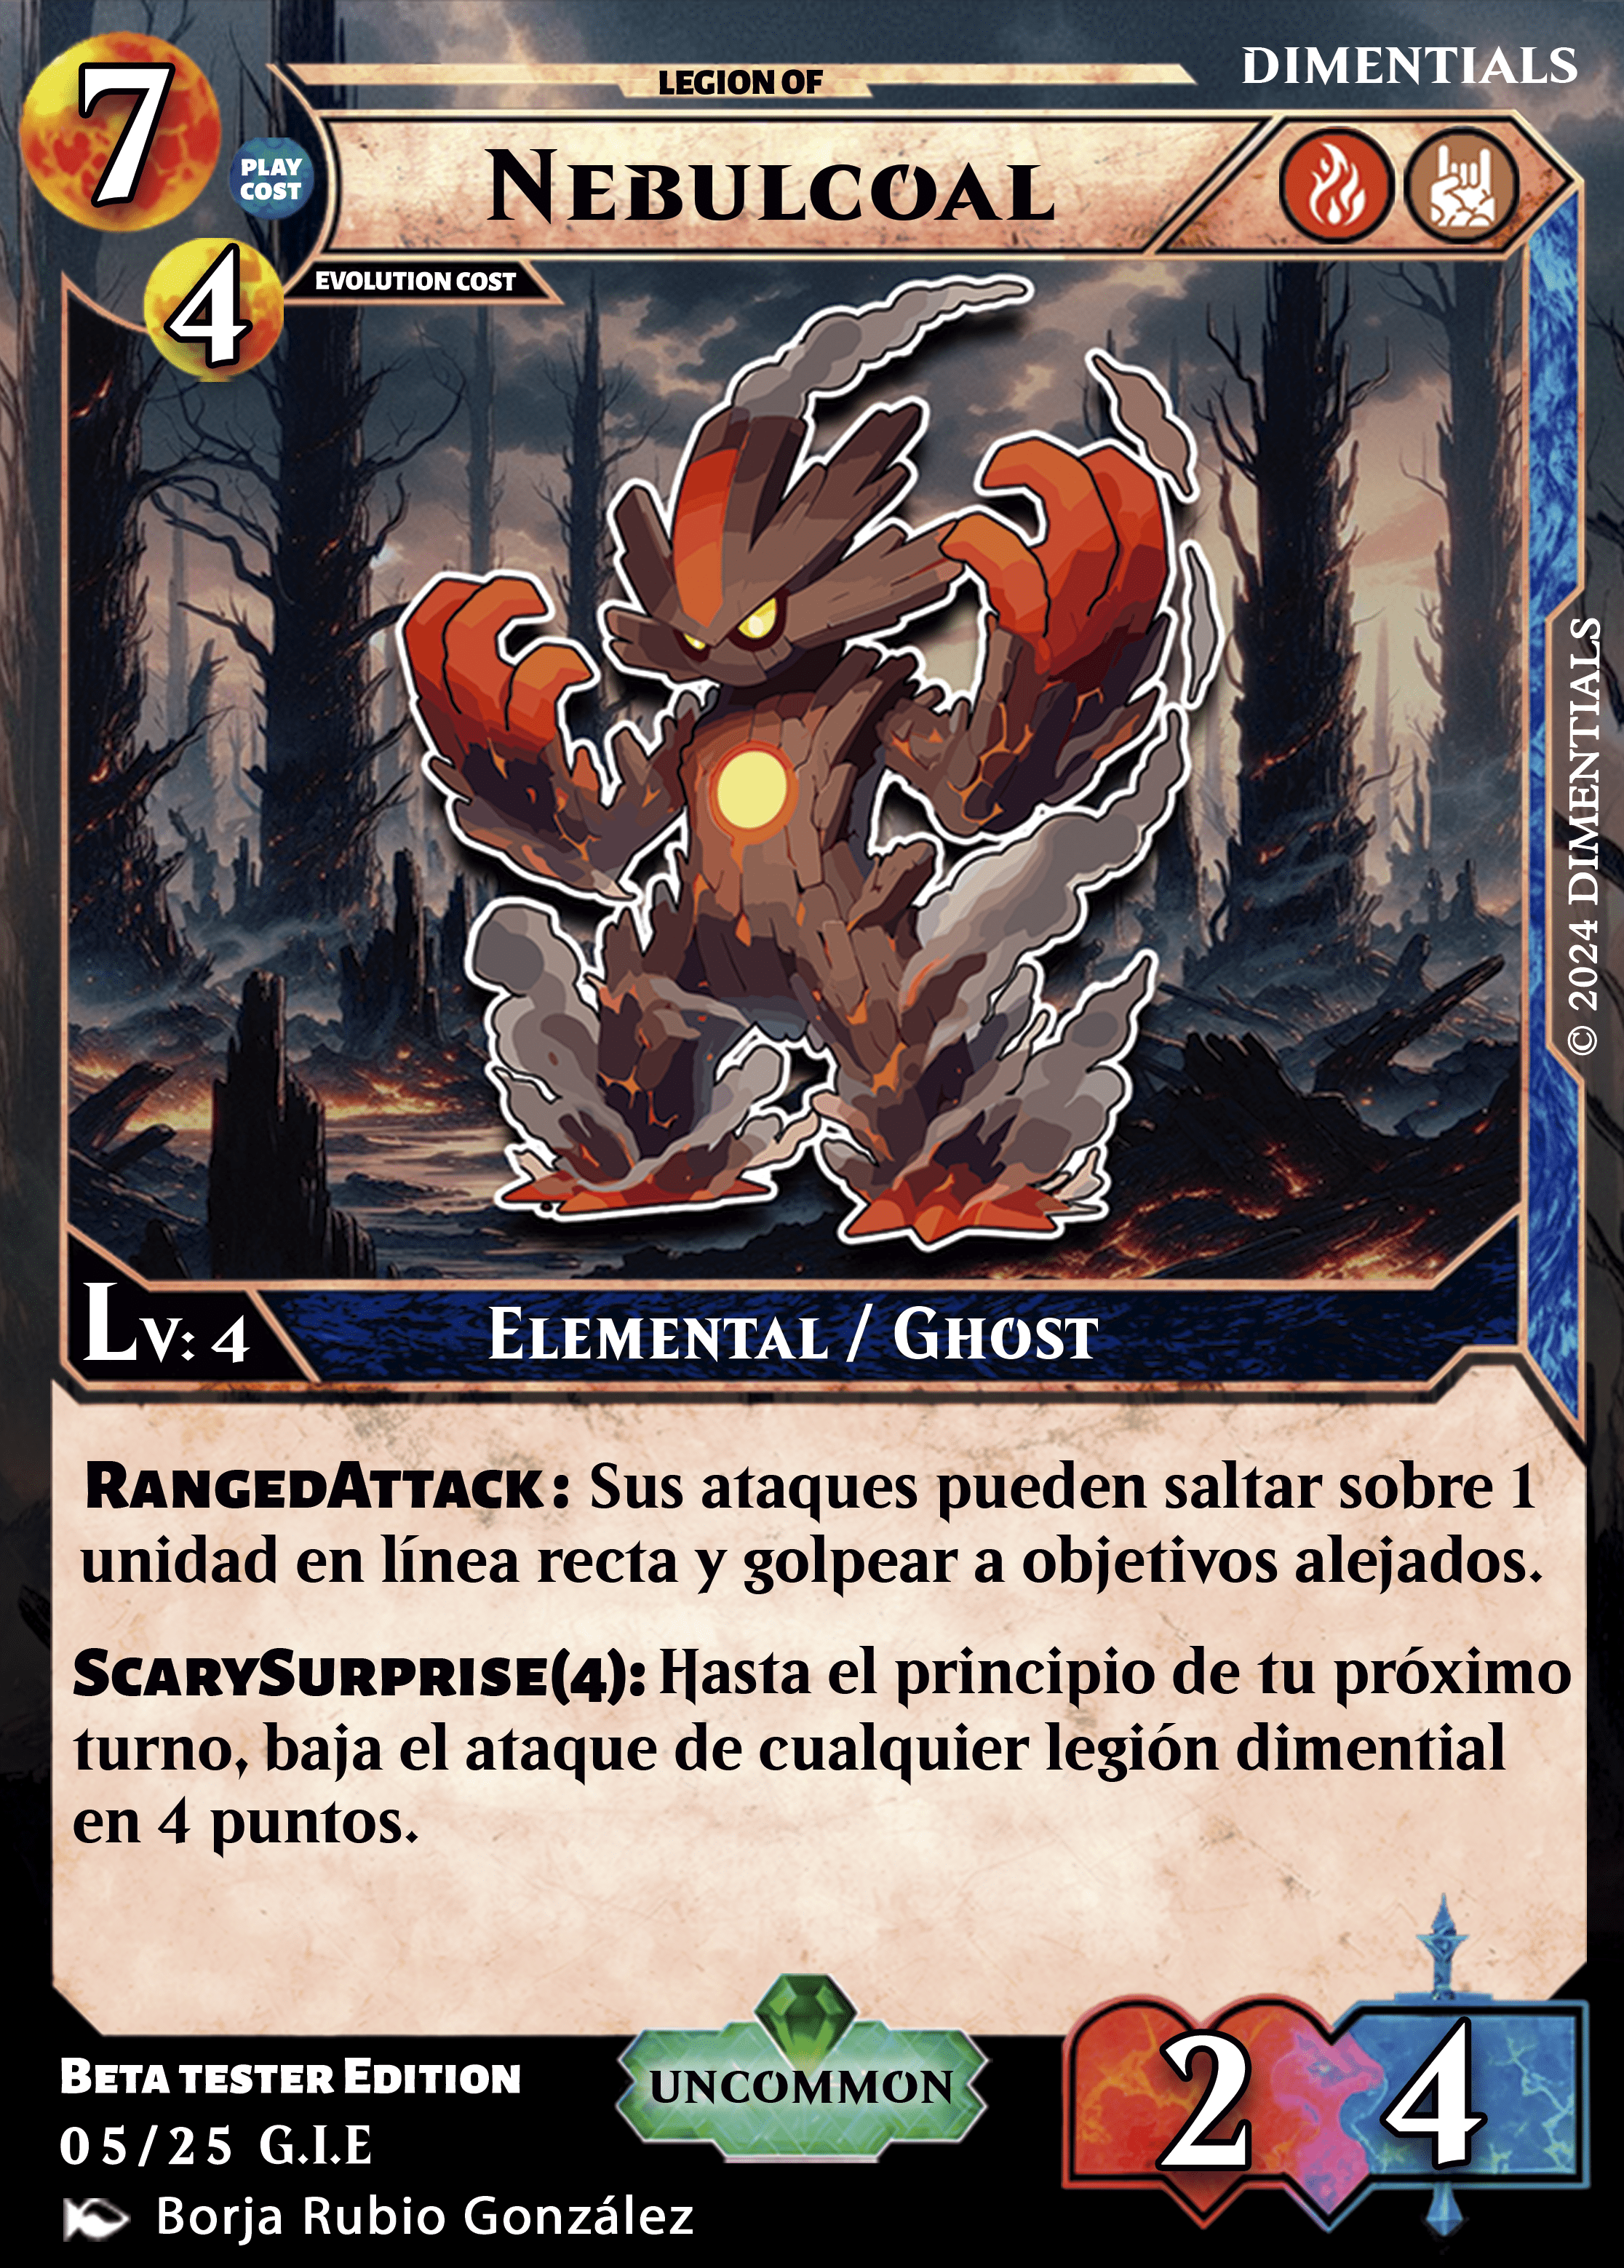 7
LEGION OF
DIMENTIALS
PLAY
COST
NEBULCOAL
4
EVOLUTION COST
© 2024 DIMENTIALS
LV: 4
ELEMENTAL / GHOST
RANGEDATTACK: Sus ataques pueden saltar sobre 1
unidad en línea recta y golpear a objetivos alejados.
SCARYSURPRISE(4): Hasta el principio de tu próximo
turno, baja el ataque de cualquier legión dimential
en 4 puntos.
UNCOMMON
2 4
BETA TESTER EDITION
05/25 G.I.E
Borja Rubio González